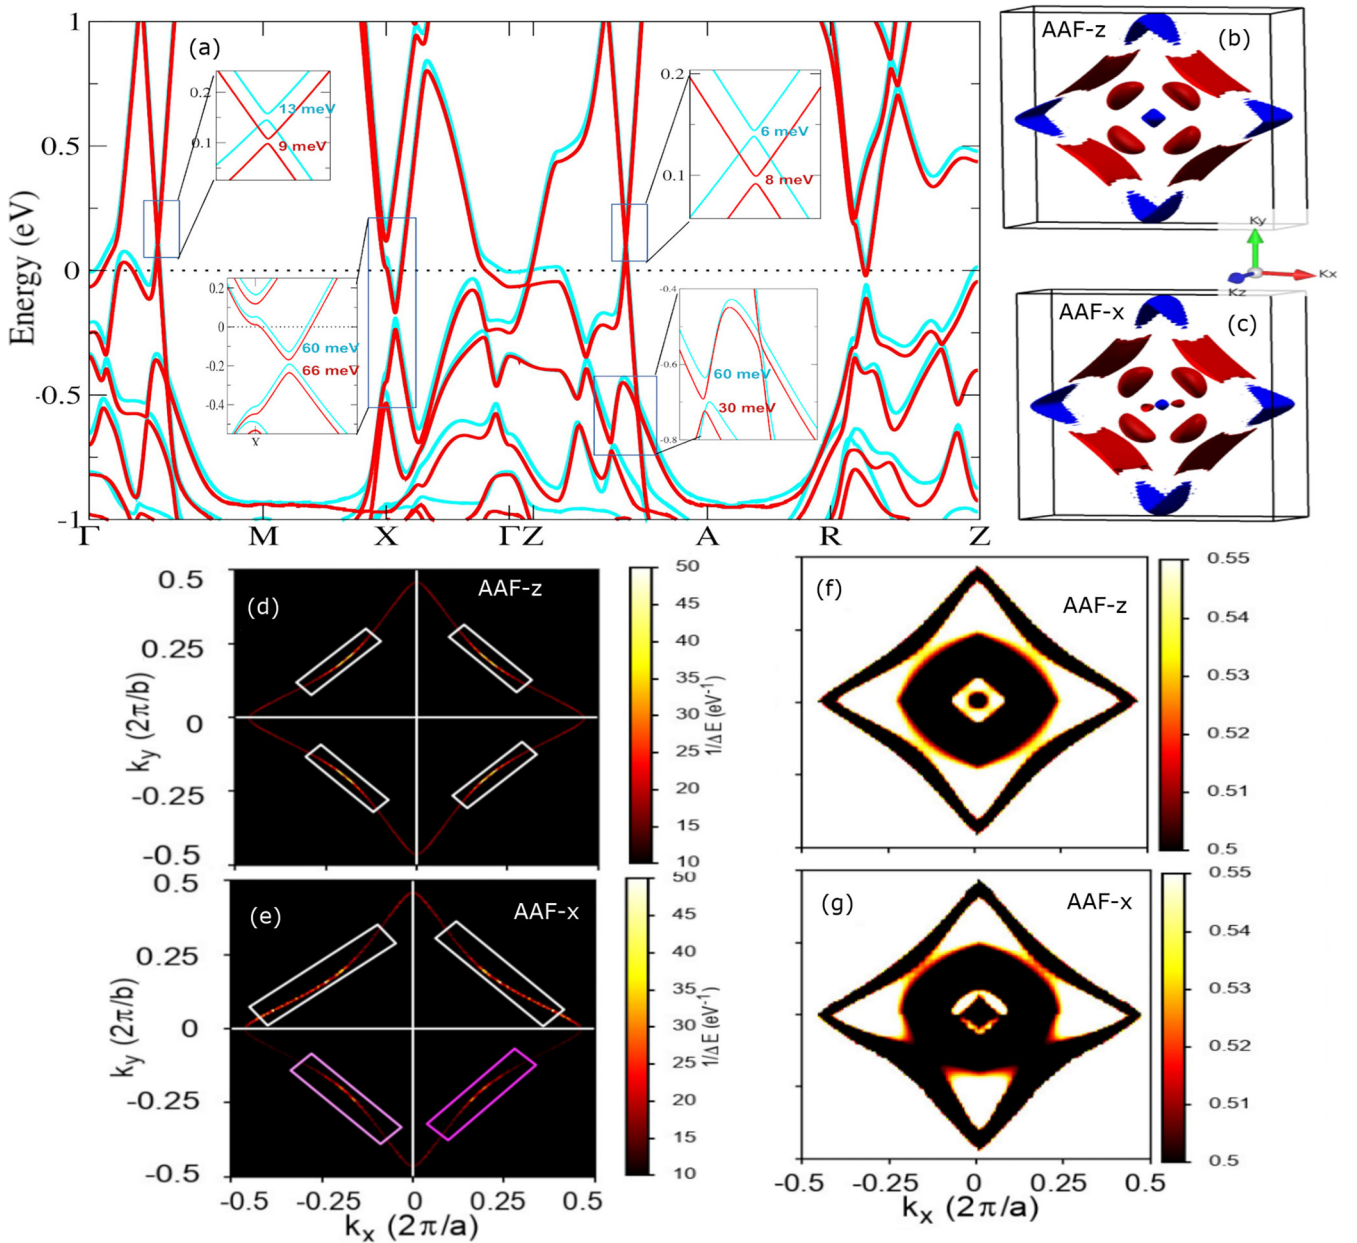 (a)
1
0.5
0
-0.5
-1
Energy (eV)
Γ M X Γ Z A R Z
0.2
0.1
13 meV
9 meV
0.2
0.1
6 meV
8 meV
0.2
0
-0.2
-0.4
60 meV
66 meV
Y
-0.4
-0.6
-0.8
60 meV
30 meV
AAF-z
(b)
Ky
Kx
Kz
AAF-x
(c)
(d)
AAF-z
0.5
0.25
0
-0.25
-0.5
ky (2π/b)
50
45
40
35
30
25
20
15
10
1/ΔE (eV-1)
(f)
AAF-z
0.55
0.54
0.53
0.52
0.51
0.5
(e)
AAF-x
0.5
0.25
0
-0.25
-0.5
ky (2π/b)
-0.5 -0.25 0 0.25 0.5
kx (2π/a)
50
45
40
35
30
25
20
15
10
1/ΔE (eV-1)
(g)
AAF-x
-0.5 -0.25 0 0.25 0.5
kx (2π/a)
0.55
0.54
0.53
0.52
0.51
0.5